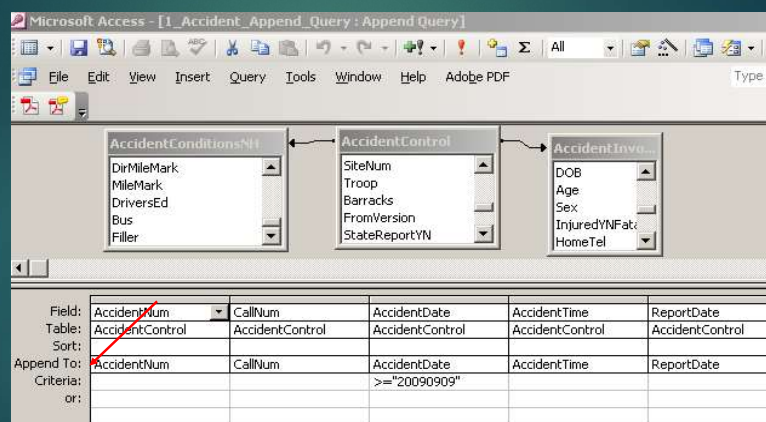 Microsoft Access - [1_Accident_Append_Query : Append Query]
ABC
All
File Edit View Insert Query Tools Window Help Adobe PDF Type
AccidentConditionsNH
DirMileMark
MileMark
DriversEd
Bus
Filler
AccidentControl
SiteNum
Troop
Barracks
FromVersion
StateReportYN
AccidentInvo...
DOB
Age
Sex
InjuredYNFata
HomeTel
Field: AccidentNum CallNum AccidentDate AccidentTime ReportDate
Table: AccidentControl AccidentControl AccidentControl AccidentControl AccidentControl
Sort:
Append To: AccidentNum CallNum AccidentDate AccidentTime ReportDate
Criteria: >="20090909"
or: